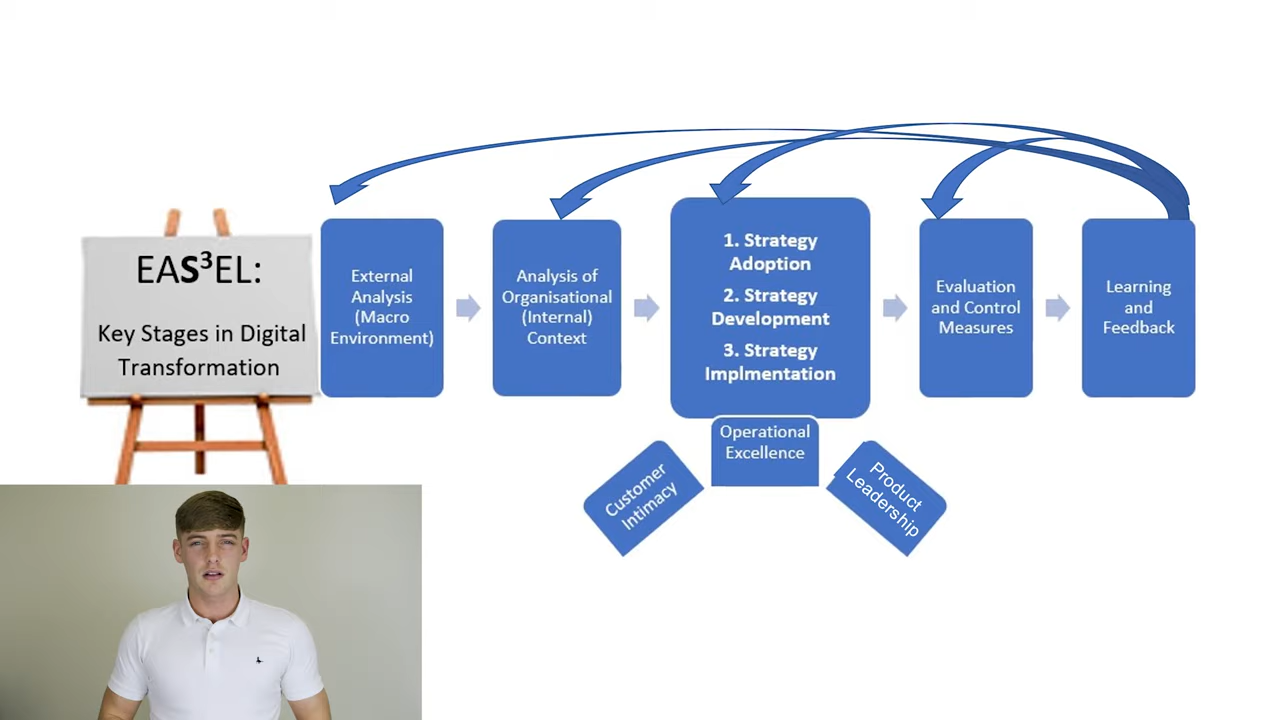 EAS³EL:
Key Stages in Digital
Transformation
External
Analysis
(Macro
Environment)
Analysis of
Organisational
(Internal)
Context
1. Strategy
Adoption
2. Strategy
Development
3. Strategy
Implmentation
Evaluation
and Control
Measures
Learning
and
Feedback
Customer
Intimacy
Operational
Excellence
Product
Leadership